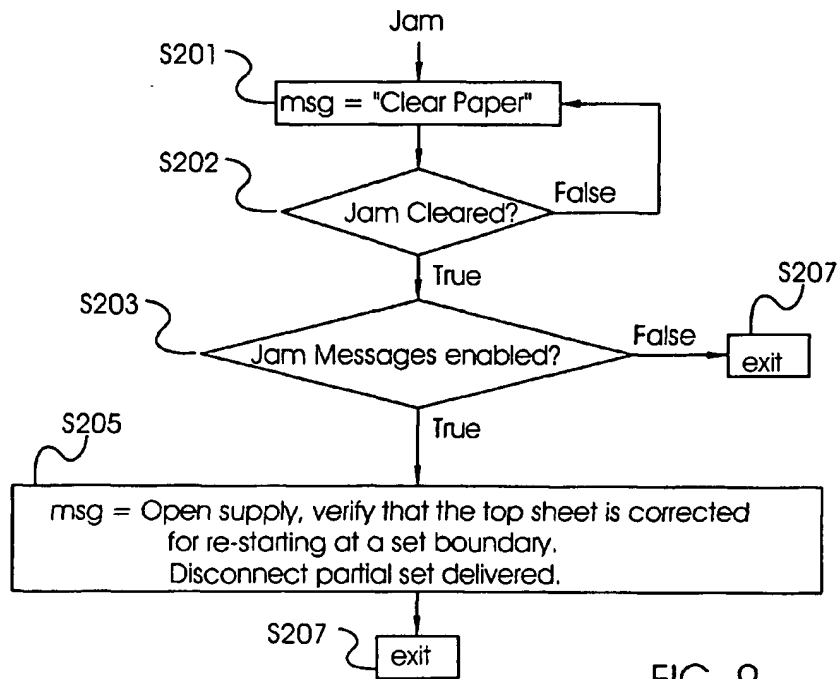 Jam
S201
msg = "Clear Paper"
S202
Jam Cleared?
False
True
S203
Jam Messages enabled?
False
S207
exit
True
S205
msg = Open supply, verify that the top sheet is corrected
for re-starting at a set boundary.
Disconnect partial set delivered.
S207
exit